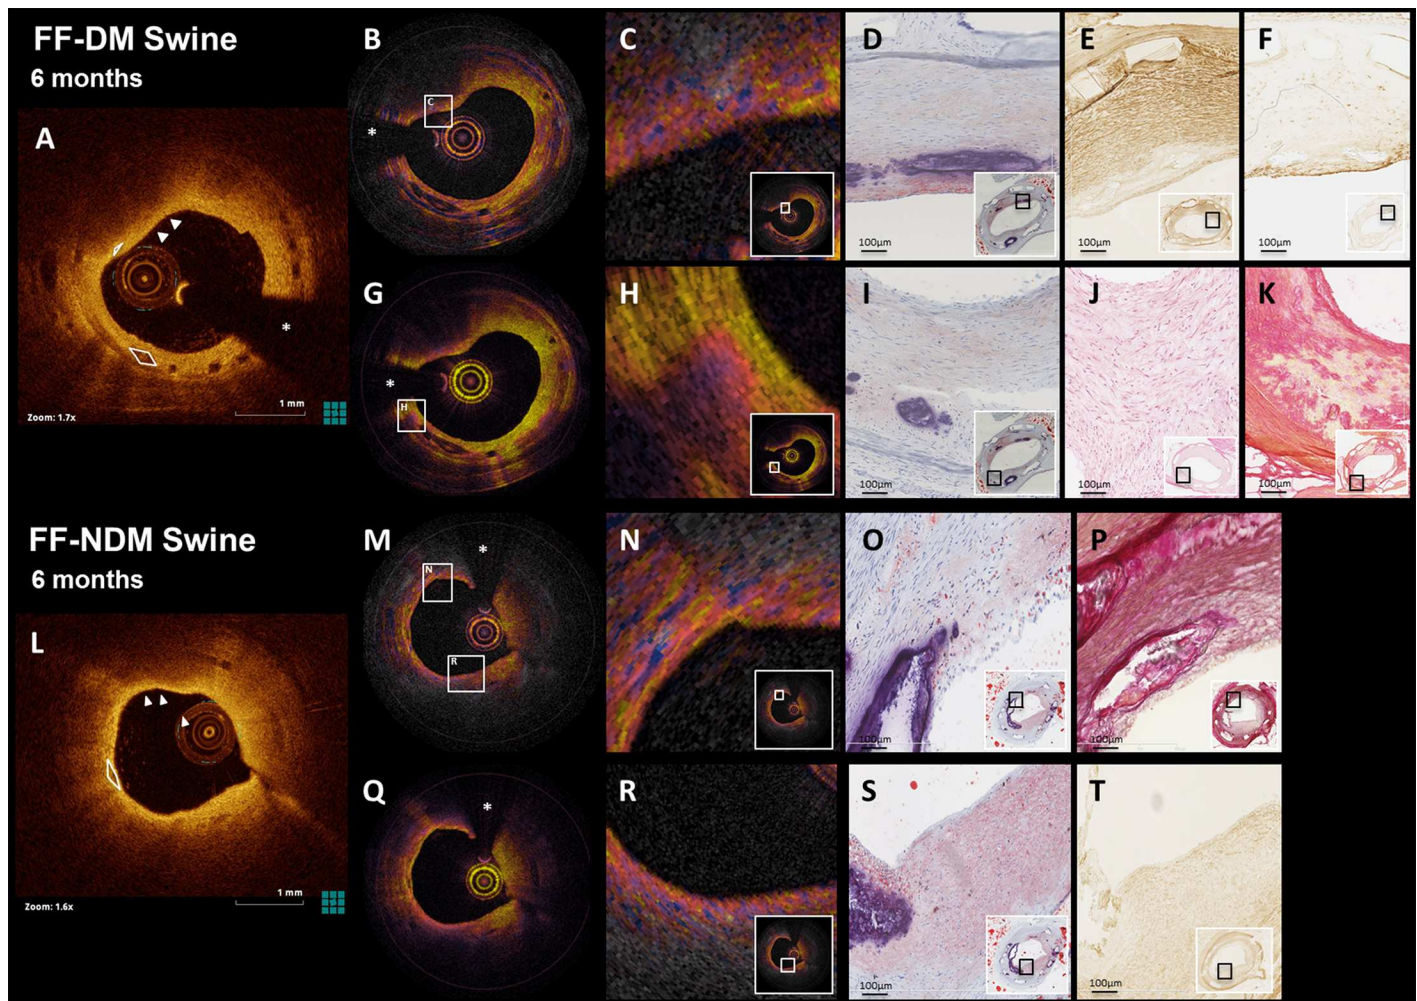 FF-DM Swine
6 months
A
*
Zoom: 1.7x
1 mm
B
C
*
C
D
100µm
E
100µm
F
100µm
G
*
H
H
I
100µm
J
100µm
K
100µm
FF-NDM Swine
6 months
L
Zoom: 1.6x
1 mm
M
*
N
R
N
O
100µm
P
100µm
Q
*
R
S
100µm
T
100µm